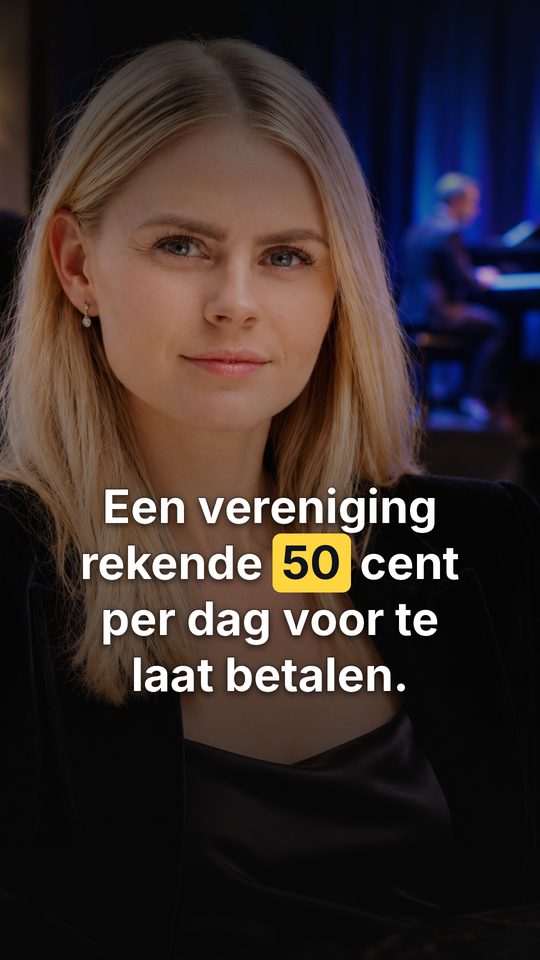 Een vereniging
rekende 50 cent
per dag voor te
laat betalen.